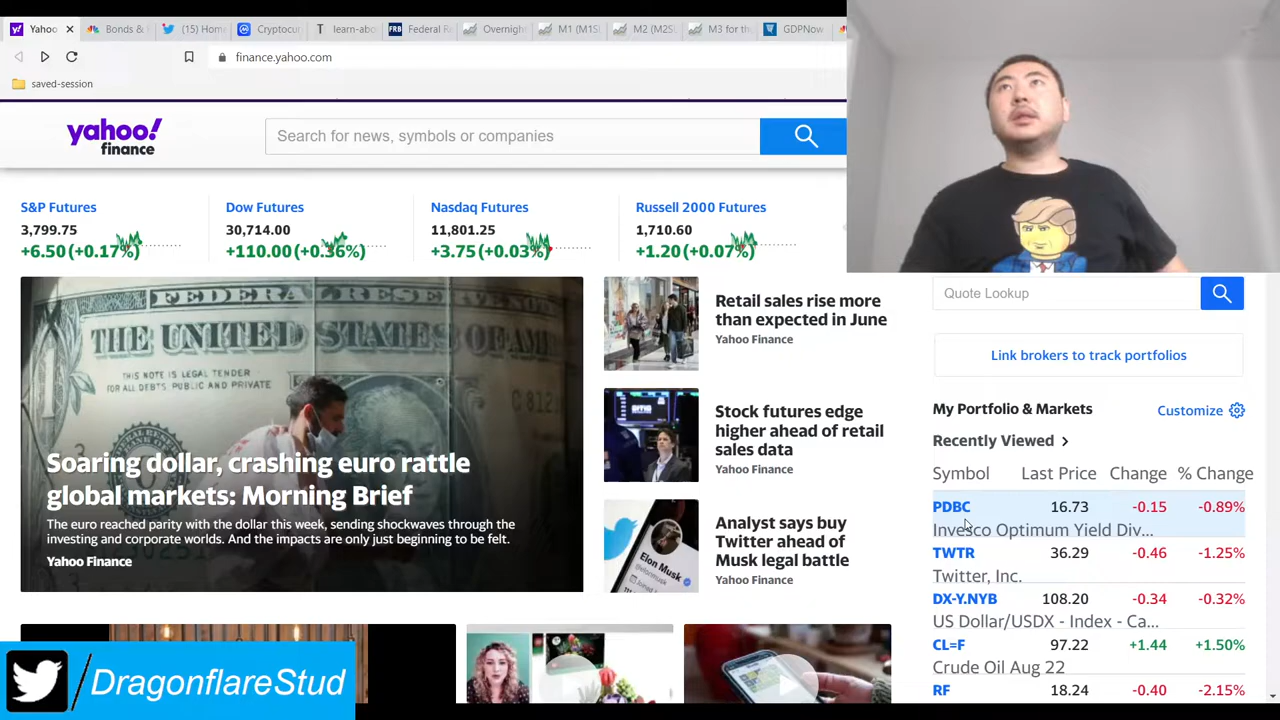 Yahoo
Bonds &
(15) Hom
Cryptocur
learn-abo
FRB
Federal R
Overnigh
M1 (M1S
M2 (M2S
M3 for th
GDPNow
finance.yahoo.com
saved-session
yahoo!
finance
Search for news, symbols or companies
S&P Futures
3,799.75
+6.50 (+0.17%)
Dow Futures
30,714.00
+110.00 (+0.36%)
Nasdaq Futures
11,801.25
+3.75 (+0.03%)
Russell 2000 Futures
1,710.60
+1.20 (+0.07%)
FEDERAL RESERVE
THE UNITED STATES OF AM
THIS NOTE IS LEGAL TENDER
FOR ALL DEBTS, PUBLIC AND PRIVATE
Soaring dollar, crashing euro rattle
global markets: Morning Brief
The euro reached parity with the dollar this week, sending shockwaves through the
investing and corporate worlds. And the impacts are only just beginning to be felt.
Yahoo Finance
Retail sales rise more
than expected in June
Yahoo Finance
Stock futures edge
higher ahead of retail
sales data
Yahoo Finance
Elon Musk
Analyst says buy
Twitter ahead of
Musk legal battle
Yahoo Finance
Quote Lookup
Link brokers to track portfolios
My Portfolio & Markets
Customize
Recently Viewed
Symbol Last Price Change % Change
PDBC 16.73 -0.15 -0.89%
Invesco Optimum Yield Div...
TWTR 36.29 -0.46 -1.25%
Twitter, Inc.
DX-Y.NYB 108.20 -0.34 -0.32%
US Dollar/USDX - Index - Ca...
CL=F 97.22 +1.44 +1.50%
Crude Oil Aug 22
RF 18.24 -0.40 -2.15%
/DragonflareStud